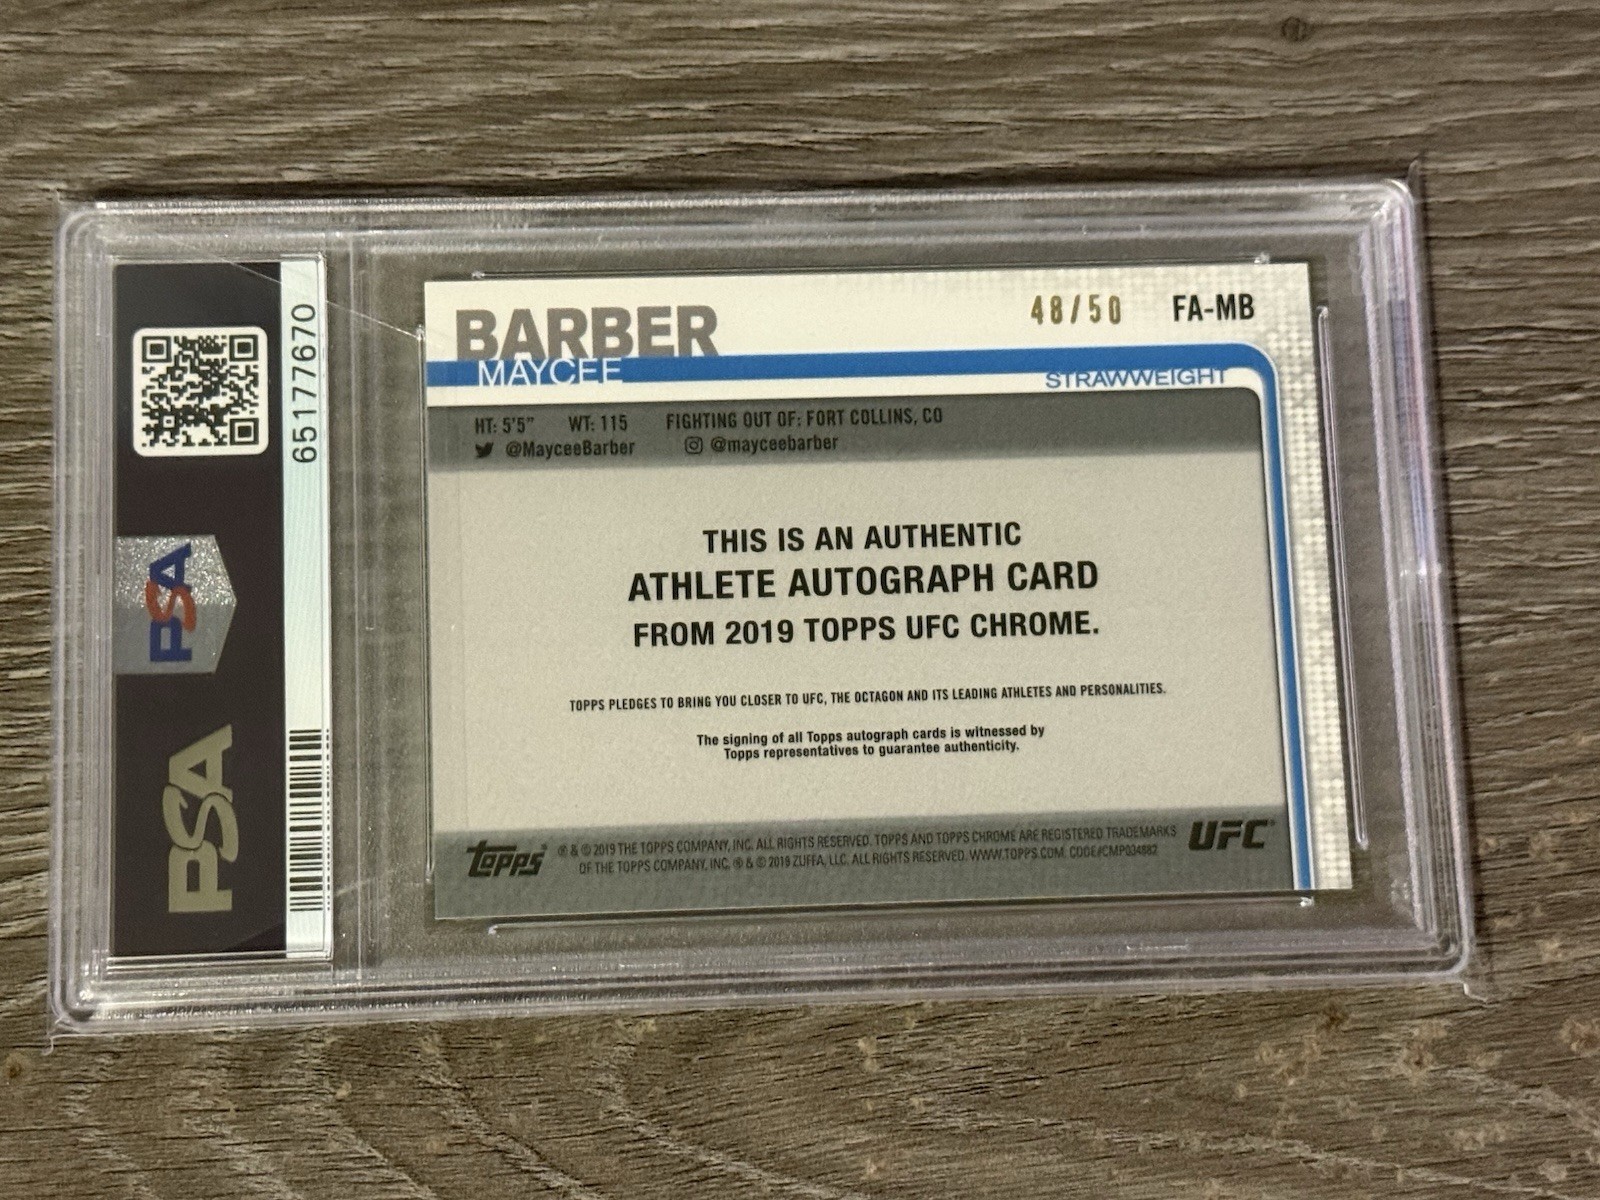 65177670
PSA
PSA
BARBER
MAYCEE
48/50
FA-MB
STRAWWEIGHT
HT: 5'5" WT: 115 FIGHTING OUT OF: FORT COLLINS, CO
@MayceeBarber @mayceebarber
THIS IS AN AUTHENTIC
ATHLETE AUTOGRAPH CARD
FROM 2019 TOPPS UFC CHROME.
TOPPS PLEDGES TO BRING YOU CLOSER TO UFC, THE OCTAGON AND ITS LEADING ATHLETES AND PERSONALITIES.
The signing of all Topps autograph cards is witnessed by
Topps representatives to guarantee authenticity.
topps
® & © 2019 THE TOPPS COMPANY, INC. ALL RIGHTS RESERVED. TOPPS AND TOPPS CHROME ARE REGISTERED TRADEMARKS
OF THE TOPPS COMPANY, INC. ® & © 2019 ZUFFA, LLC. ALL RIGHTS RESERVED. WWW.TOPPS.COM. CODE#CMP034882
UFC